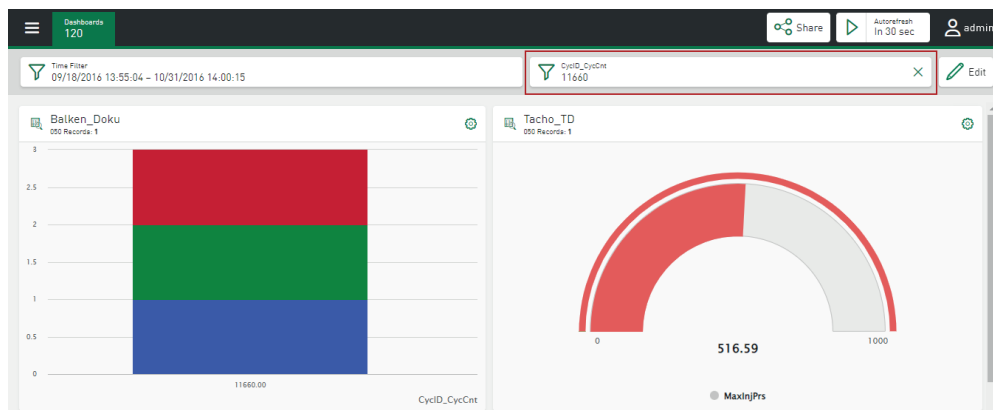 Dashboards
120
Share
Autorefresh
In 30 sec
admin
Time Filter
09/18/2016 13:55:04 – 10/31/2016 14:00:15
CyclD_CycCnt
11660
Edit
Balken_Doku
050 Records: 1
3
2.5
2
1.5
1
0.5
0
11660.00
CyclD_CycCnt
Tacho_TD
050 Records: 1
0
1000
516.59
MaxInjPrs